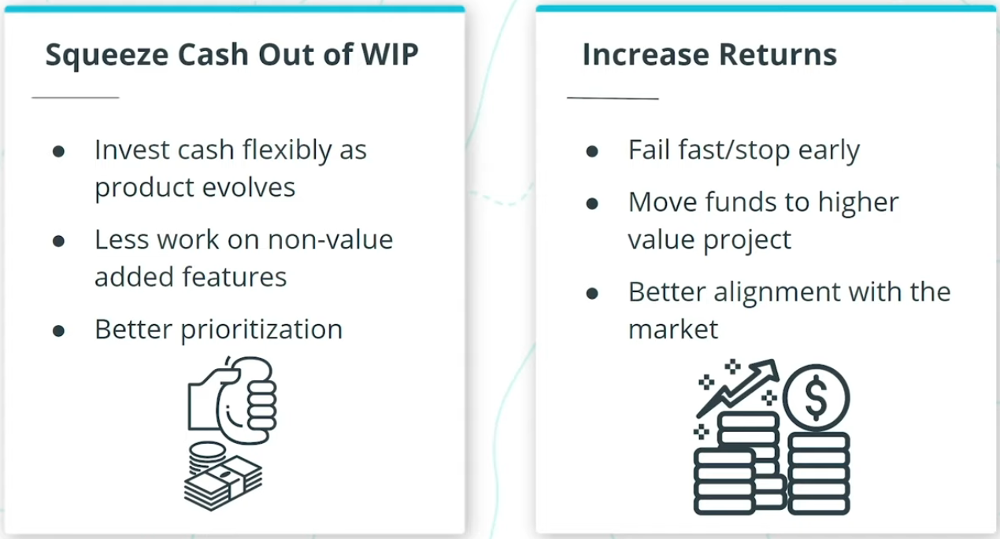 Squeeze Cash Out of WIP
● Invest cash flexibly as
product evolves
● Less work on non-value
added features
● Better prioritization
Increase Returns
● Fail fast/stop early
● Move funds to higher
value project
● Better alignment with the
market
$